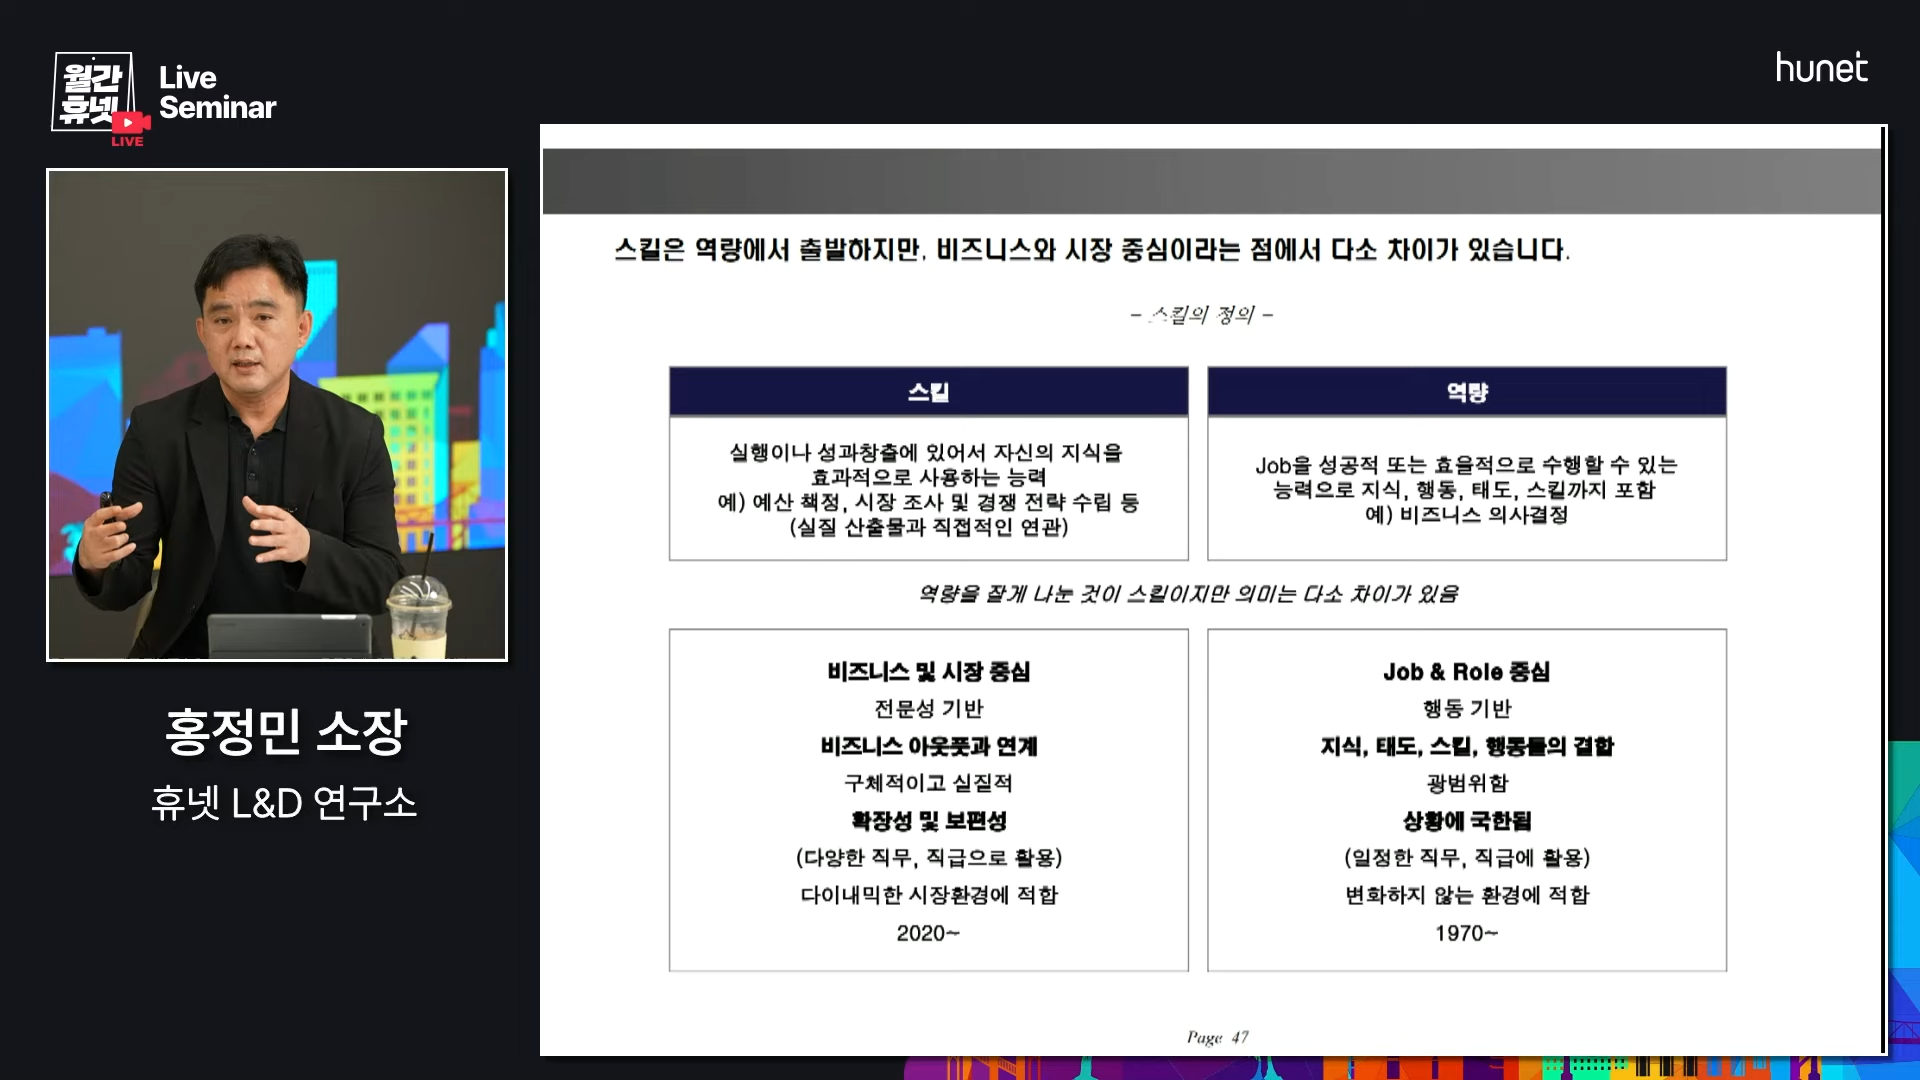 월간
휴넷
LIVE
Live
Seminar
hunet
홍정민 소장
휴넷 L&D 연구소
스킬은 역량에서 출발하지만, 비즈니스와 시장 중심이라는 점에서 다소 차이가 있습니다.
- 스킬의 정의 -
스킬
실행이나 성과창출에 있어서 자신의 지식을
효과적으로 사용하는 능력
예) 예산 책정, 시장 조사 및 경쟁 전략 수립 등
(실질 산출물과 직접적인 연관)
역량
Job을 성공적 또는 효율적으로 수행할 수 있는
능력으로 지식, 행동, 태도, 스킬까지 포함
예) 비즈니스 의사결정
역량을 잘게 나눈 것이 스킬이지만 의미는 다소 차이가 있음
비즈니스 및 시장 중심
전문성 기반
비즈니스 아웃풋과 연계
구체적이고 실질적
확장성 및 보편성
(다양한 직무, 직급으로 활용)
다이내믹한 시장환경에 적합
2020~
Job & Role 중심
행동 기반
지식, 태도, 스킬, 행동들의 결합
광범위함
상황에 국한됨
(일정한 직무, 직급에 활용)
변화하지 않는 환경에 적합
1970~
Page 47